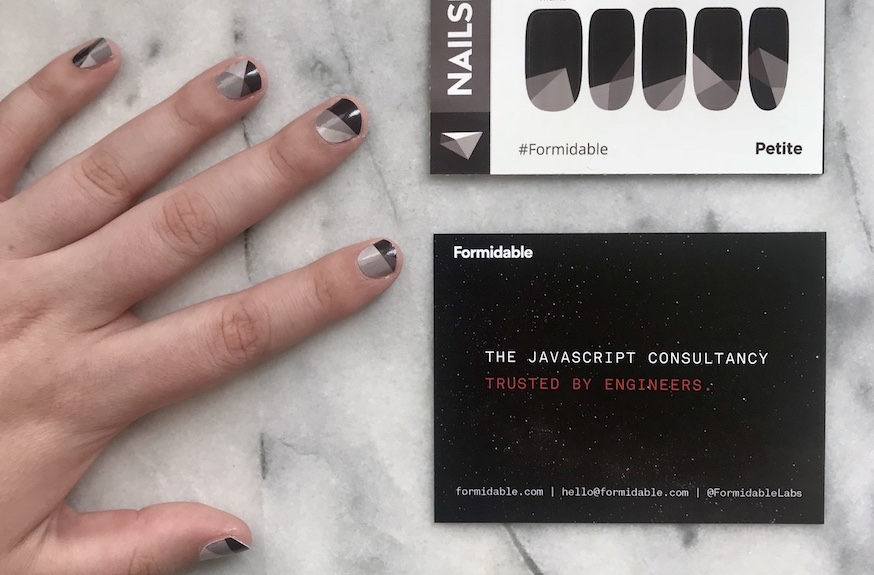 NAILS
#Formidable
Petite
Formidable
THE JAVASCRIPT CONSULTANCY
TRUSTED BY ENGINEERS.
formidable.com | hello@formidable.com | @FormidableLabs